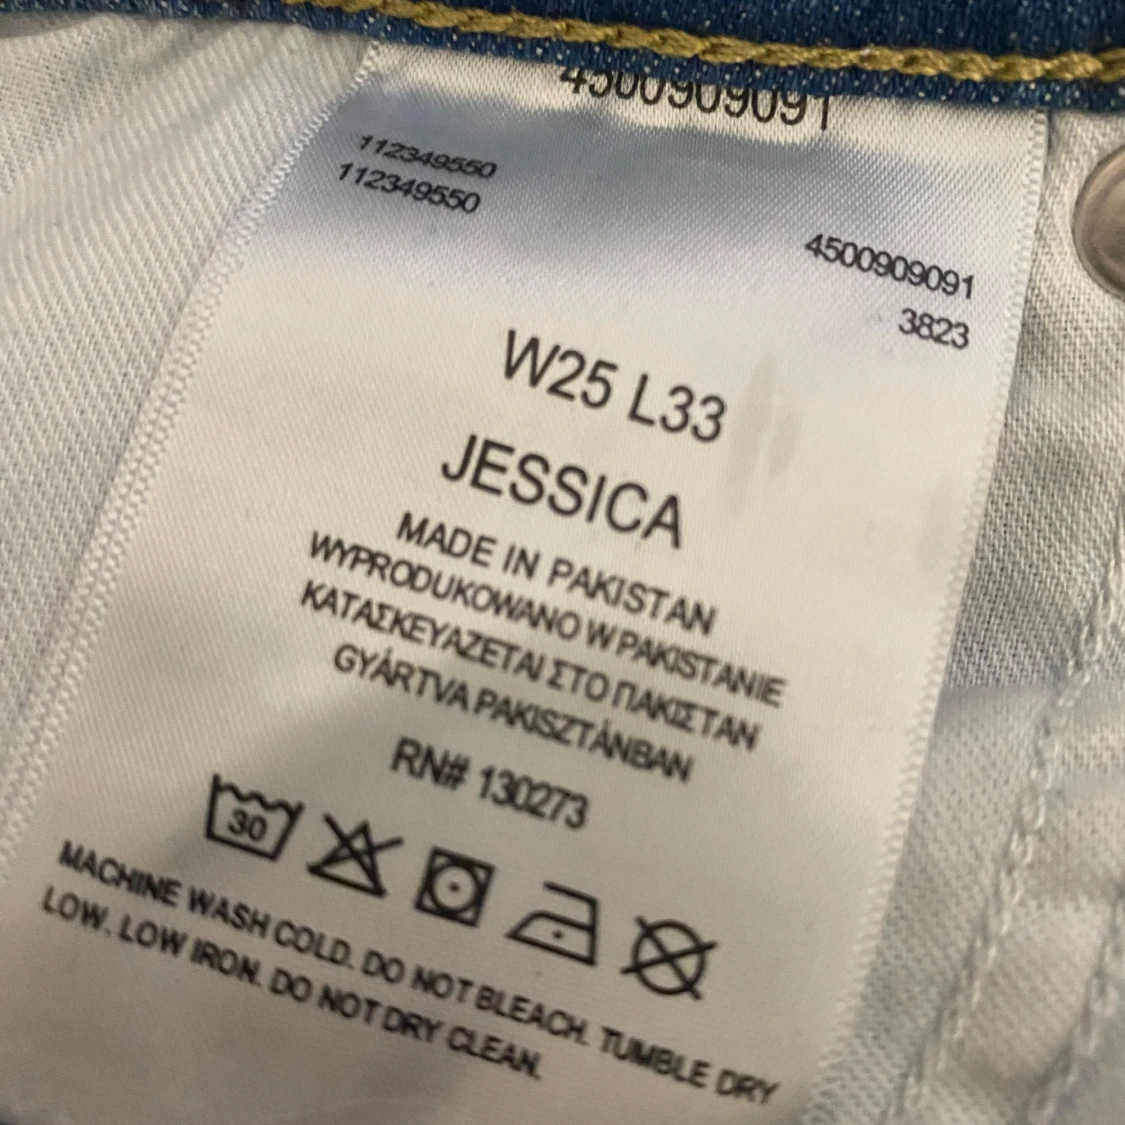 4500909091
112349550
112349550
4500909091
3823
W25 L33
JESSICA
MADE IN PAKISTAN
WYPRODUKOWANO W PAKISTANIE
ΚΑΤΑΣΚΕΥΑΖΕΤΑΙ ΣΤΟ ΠΑΚΙΣΤΑΝ
GYÁRTVA PAKISZTÁNBAN
RN# 130273
30
MACHINE WASH COLD. DO NOT BLEACH. TUMBLE DRY
LOW. LOW IRON. DO NOT DRY CLEAN.